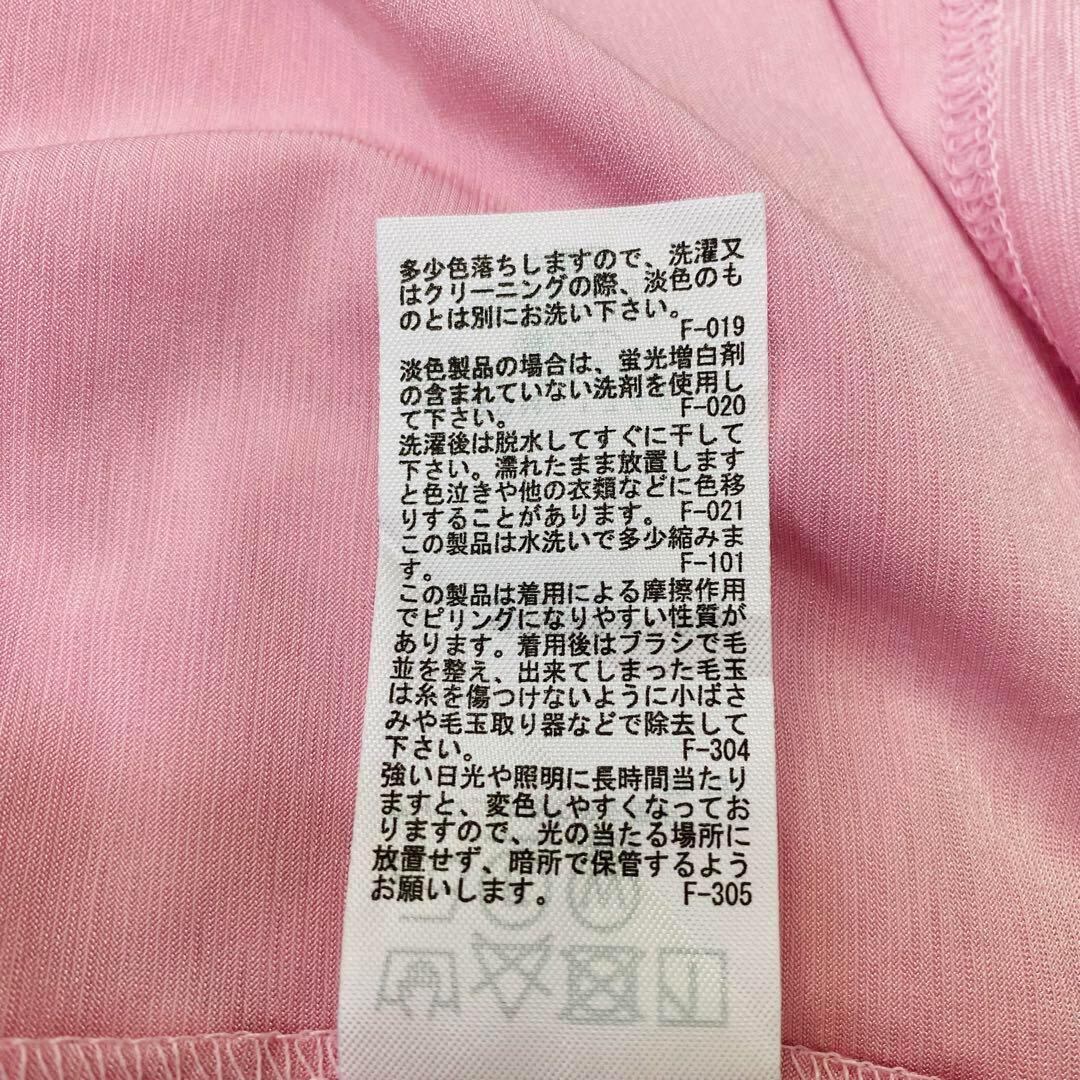 多少色落ちしますので、洗濯又
はクリーニングの際、淡色のも
のとは別にお洗い下さい。
F-019
淡色製品の場合は、蛍光増白剤
の含まれていない洗剤を使用し
て下さい。 F-020
洗濯後は脱水してすぐに干して
下さい。濡れたまま放置します
と色泣きや他の衣類などに色移
りすることがあります。 F-021
この製品は水洗いで多少縮みま
す。 F-101
この製品は着用による摩擦作用
でピリングになりやすい性質が
あります。着用後はブラシで毛
並を整え、出来てしまった毛玉
は糸を傷つけないように小ばさ
みや毛玉取り器などで除去して
下さい。 F-304
強い日光や照明に長時間当たり
ますと、変色しやすくなってお
りますので、光の当たる場所に
放置せず、暗所で保管するよう
お願いします。 F-305